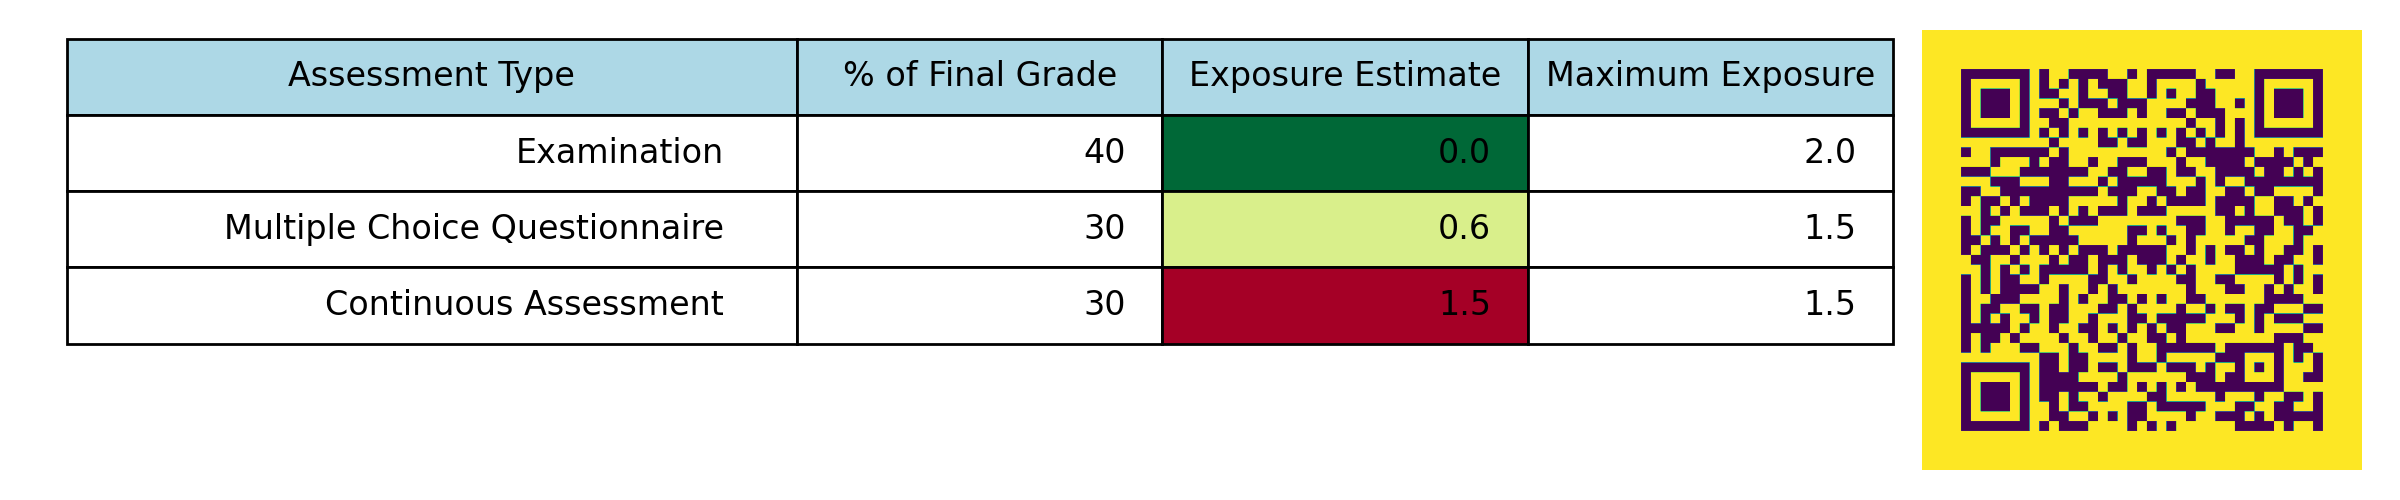 Assessment Type % of Final Grade Exposure Estimate Maximum Exposure
Examination 40 0.0 2.0
Multiple Choice Questionnaire 30 0.6 1.5
Continuous Assessment 30 1.5 1.5